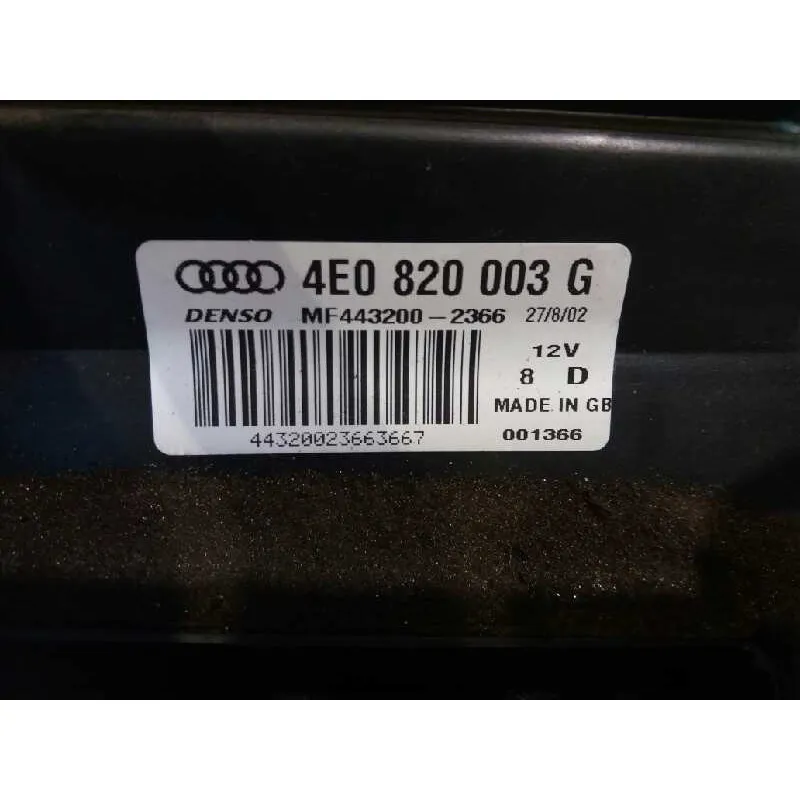 4E0 820 003 G
DENSO MF443200-2366 27/8/02
12V
8 D
MADE IN GB
44320023663667 001366